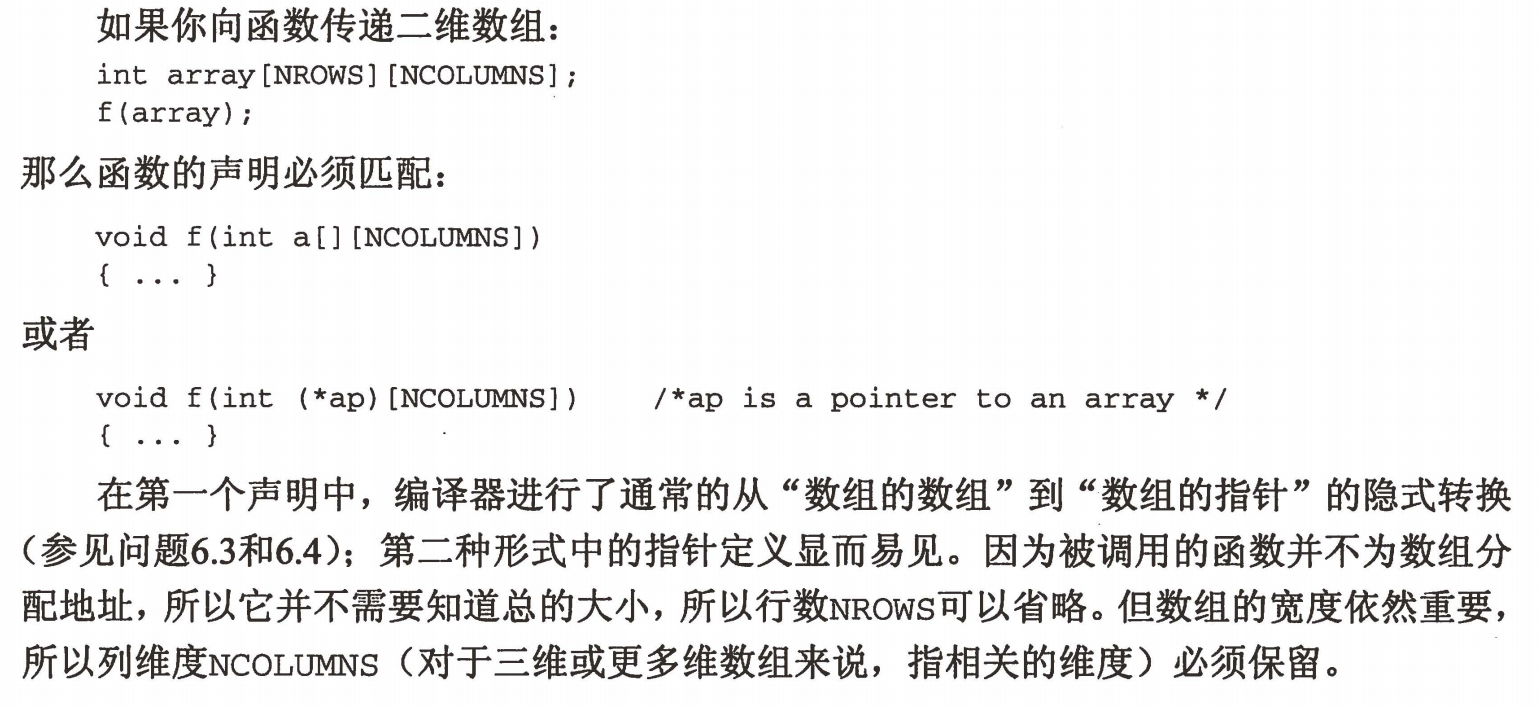 如果你向函数传递二维数组：
int array[NROWS][NCOLUMNS];
f(array);
那么函数的声明必须匹配：
void f(int a[][NCOLUMNS])
{ ... }
或者
void f(int (*ap)[NCOLUMNS])    /*ap is a pointer to an array */
{ ... }
在第一个声明中，编译器进行了通常的从“数组的数组”到“数组的指针”的隐式转换
（参见问题6.3和6.4）；第二种形式中的指针定义显而易见。因为被调用的函数并不为数组分
配地址，所以它并不需要知道总的大小，所以行数NROWS可以省略。但数组的宽度依然重要，
所以列维度NCOLUMNS（对于三维或更多维数组来说，指相关的维度）必须保留。